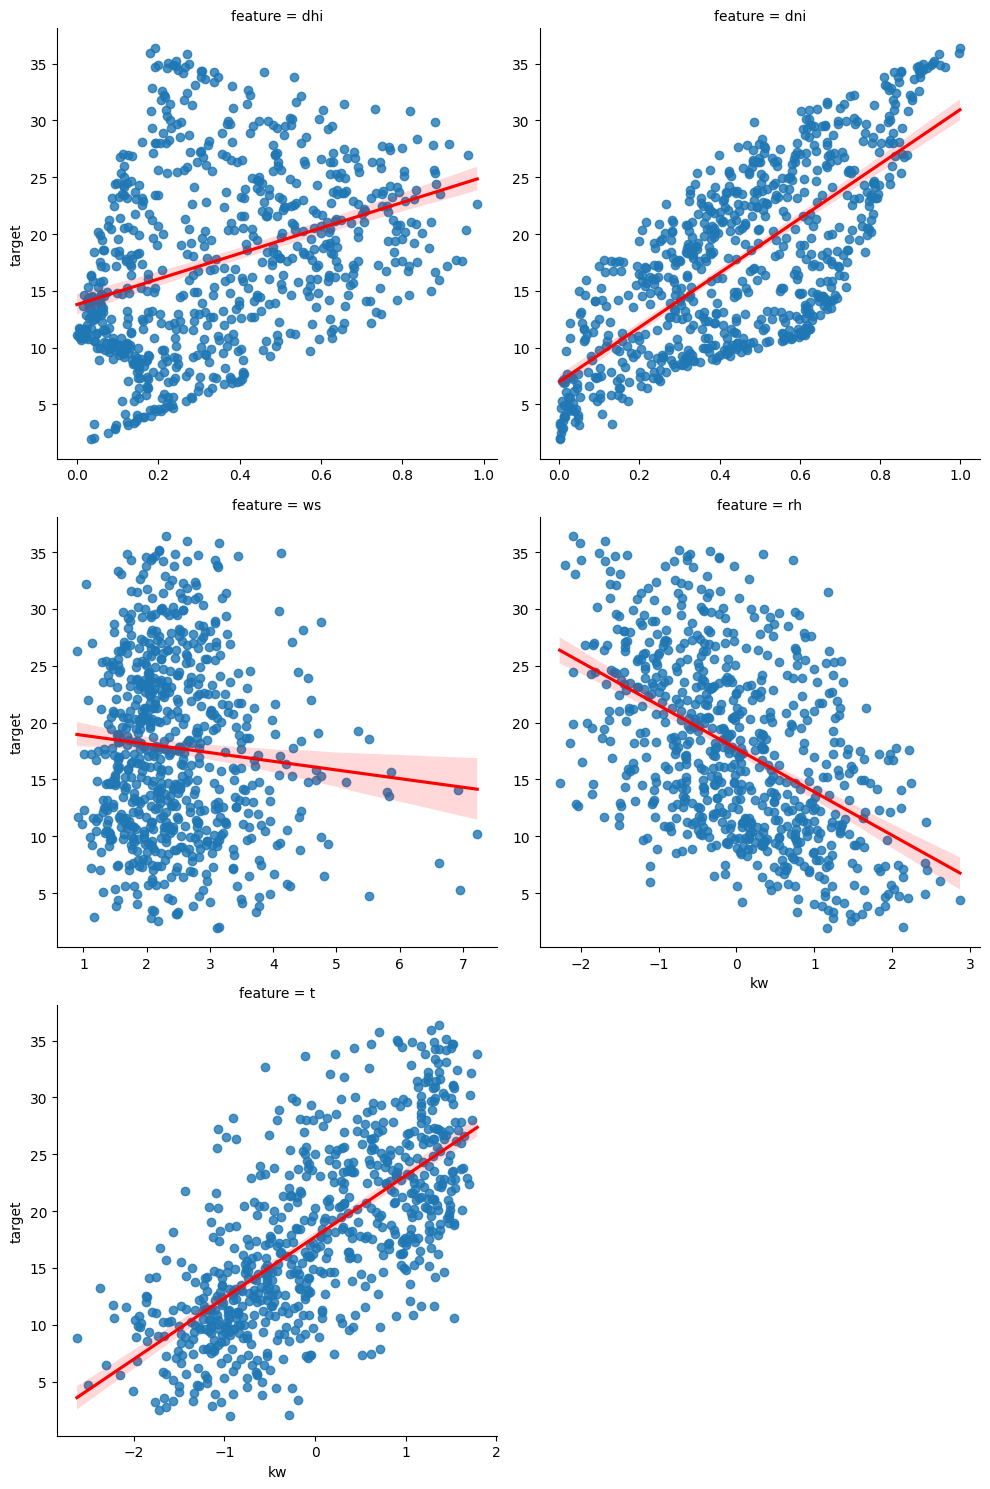 feature = dhi
feature = dni
target
35
30
25
20
15
10
5
0.0 0.2 0.4 0.6 0.8 1.0
35
30
25
20
15
10
5
0.0 0.2 0.4 0.6 0.8 1.0
feature = ws
feature = rh
target
35
30
25
20
15
10
5
1 2 3 4 5 6 7
35
30
25
20
15
10
5
−2 −1 0 1 2 3
kw
feature = t
target
35
30
25
20
15
10
5
−2 −1 0 1 2
kw